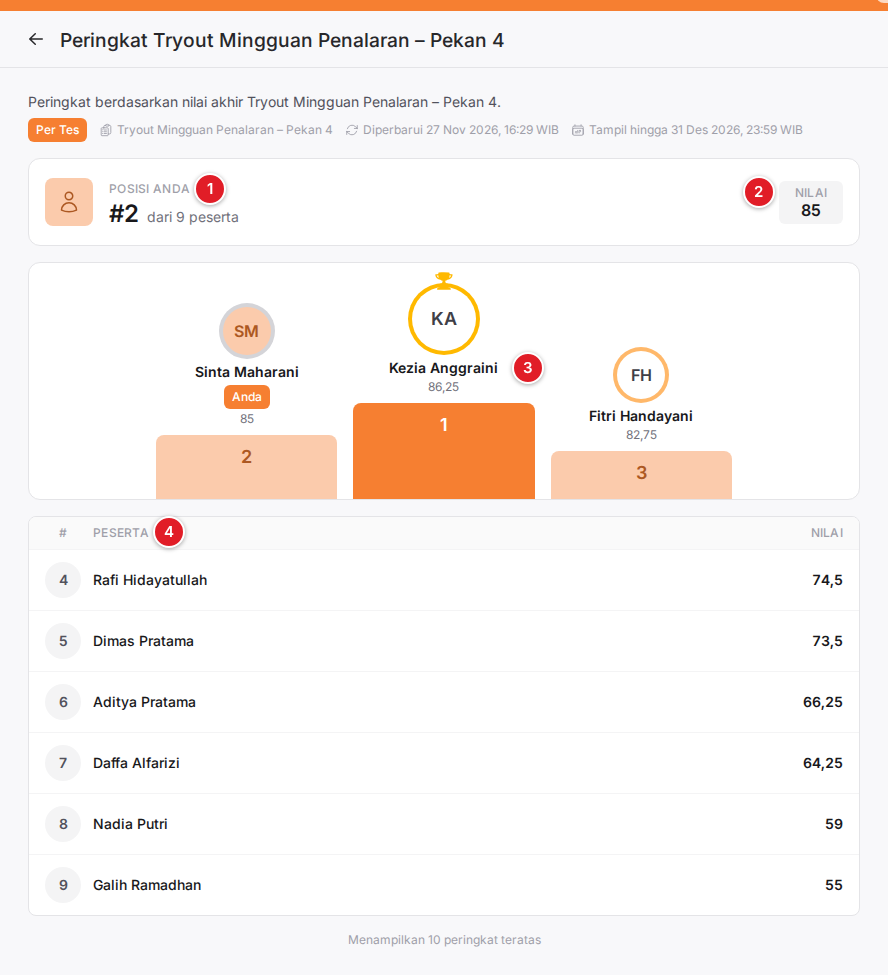 Peringkat Tryout Mingguan Penalaran – Pekan 4
Peringkat berdasarkan nilai akhir Tryout Mingguan Penalaran – Pekan 4.
Per Tes Tryout Mingguan Penalaran – Pekan 4 Diperbarui 27 Nov 2026, 16:29 WIB Tampil hingga 31 Des 2026, 23:59 WIB
POSISI ANDA 1
#2 dari 9 peserta
2 NILAI
85
SM
Sinta Maharani
Anda
85
2
KA
Kezia Anggraini 3
86,25
1
FH
Fitri Handayani
82,75
3
# PESERTA 4 NILAI
4 Rafi Hidayatullah 74,5
5 Dimas Pratama 73,5
6 Aditya Pratama 66,25
7 Daffa Alfarizi 64,25
8 Nadia Putri 59
9 Galih Ramadhan 55
Menampilkan 10 peringkat teratas